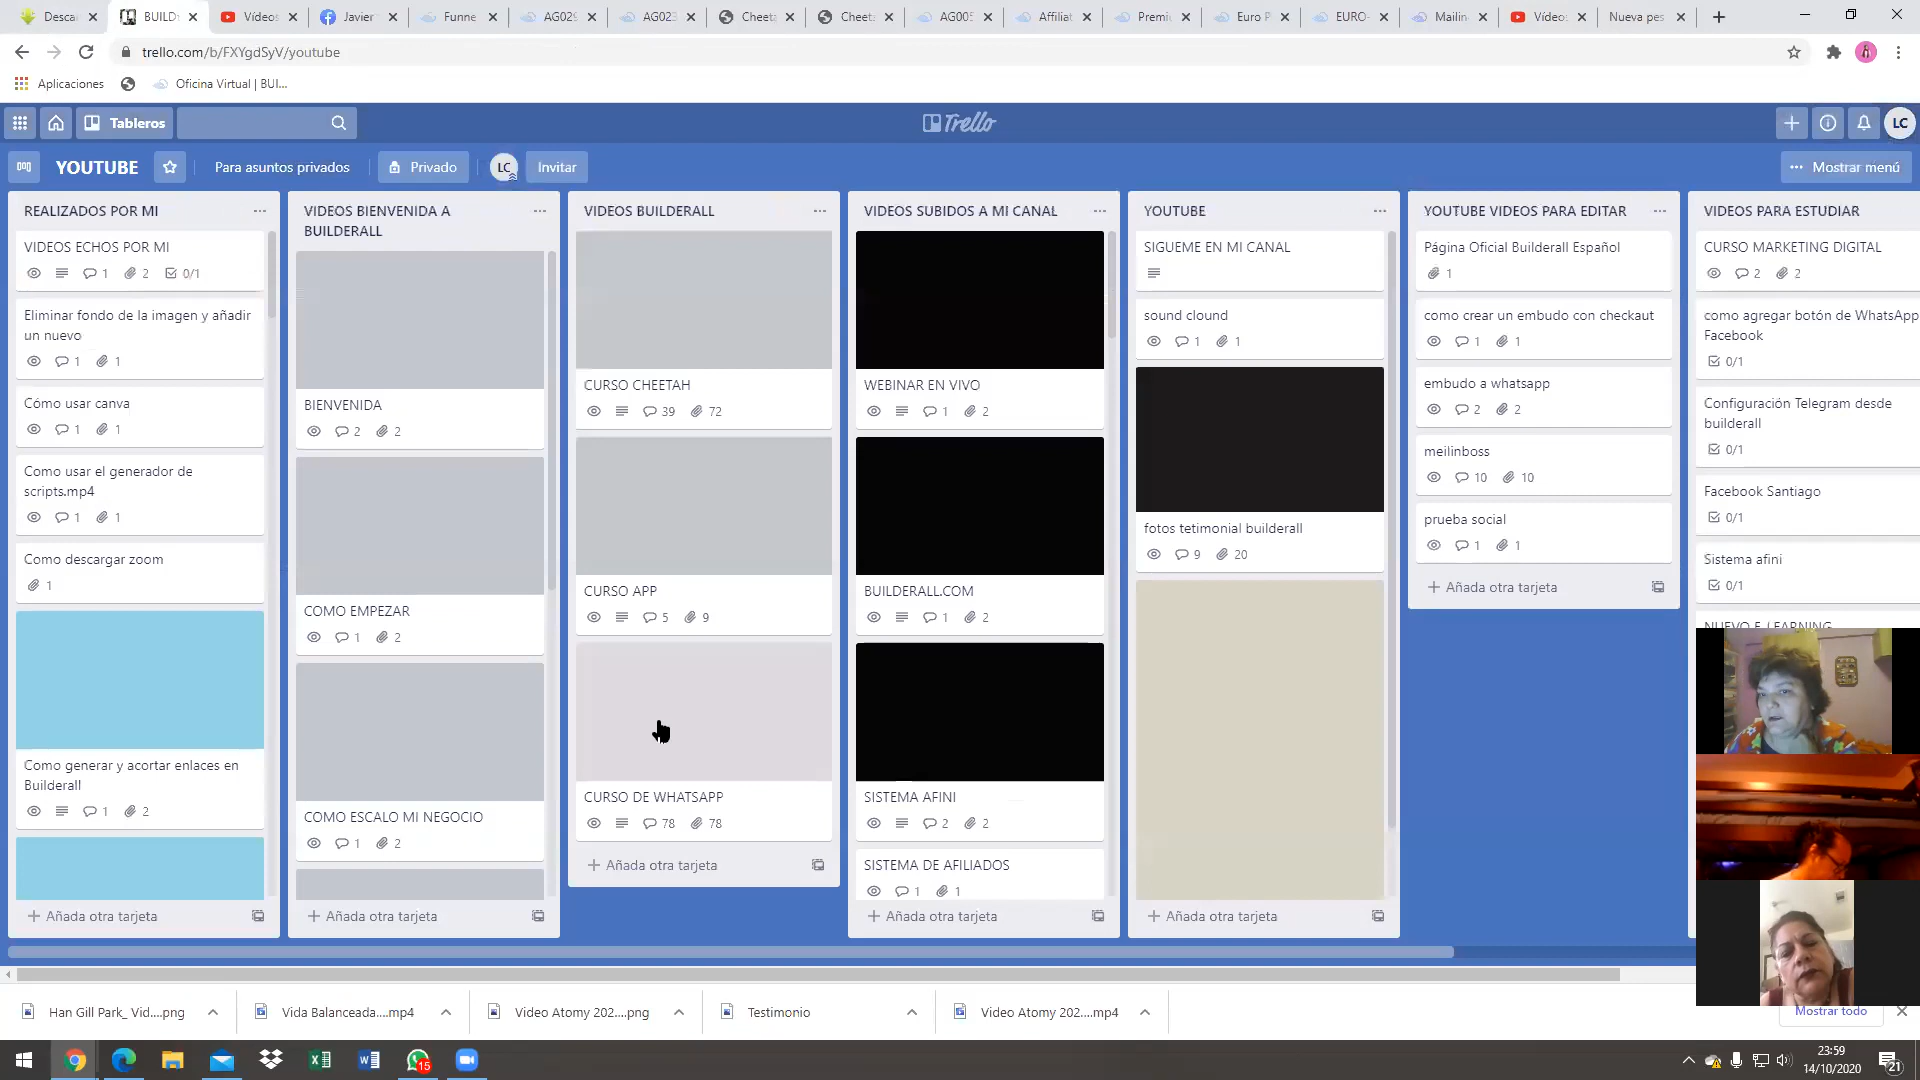 Desca
BUILD
Vídeos
Javier
Funne
AG029
AG023
Cheeta
Cheeta
AG005
Affiliat
Premi
Euro P
EURO-
Mailin
Vídeo
Nueva pes
trello.com/b/FXYgdSyV/youtube
Aplicaciones
Oficina Virtual | BUI...
Tableros
Trello
LC
YOUTUBE
Para asuntos privados
Privado
LC
Invitar
Mostrar menú
REALIZADOS POR MI
VIDEOS ECHOS POR MI
1 2 0/1
Eliminar fondo de la imagen y añadir
un nuevo
1 1
Cómo usar canva
1 1
Como usar el generador de
scripts.mp4
1 1
Como descargar zoom
1
Como generar y acortar enlaces en
Builderall
1 2
Añada otra tarjeta
VIDEOS BIENVENIDA A
BUILDERALL
BIENVENIDA
2 2
COMO EMPEZAR
1 2
COMO ESCALO MI NEGOCIO
1 2
Añada otra tarjeta
VIDEOS BUILDERALL
CURSO CHEETAH
39 72
CURSO APP
5 9
CURSO DE WHATSAPP
78 78
Añada otra tarjeta
VIDEOS SUBIDOS A MI CANAL
WEBINAR EN VIVO
1 2
BUILDERALL.COM
1 2
SISTEMA AFINI
2 2
SISTEMA DE AFILIADOS
1 1
Añada otra tarjeta
YOUTUBE
SIGUEME EN MI CANAL
sound clound
1 1
fotos tetimonial builderall
9 20
Añada otra tarjeta
YOUTUBE VIDEOS PARA EDITAR
Página Oficial Builderall Español
1
como crear un embudo con checkaut
1 1
embudo a whatsapp
2 2
meilinboss
10 10
prueba social
1 1
Añada otra tarjeta
VIDEOS PARA ESTUDIAR
CURSO MARKETING DIGITAL
2 2
como agregar botón de WhatsApp
Facebook
0/1
Configuración Telegram desde
builderall
0/1
Facebook Santiago
0/1
Sistema afini
0/1
NUEVO E-LEARNING
Han Gill Park_ Vid....png
Vida Balanceada....mp4
Video Atomy 202....png
Testimonio
Video Atomy 202....mp4
Mostrar todo
15
23:59
14/10/2020
21